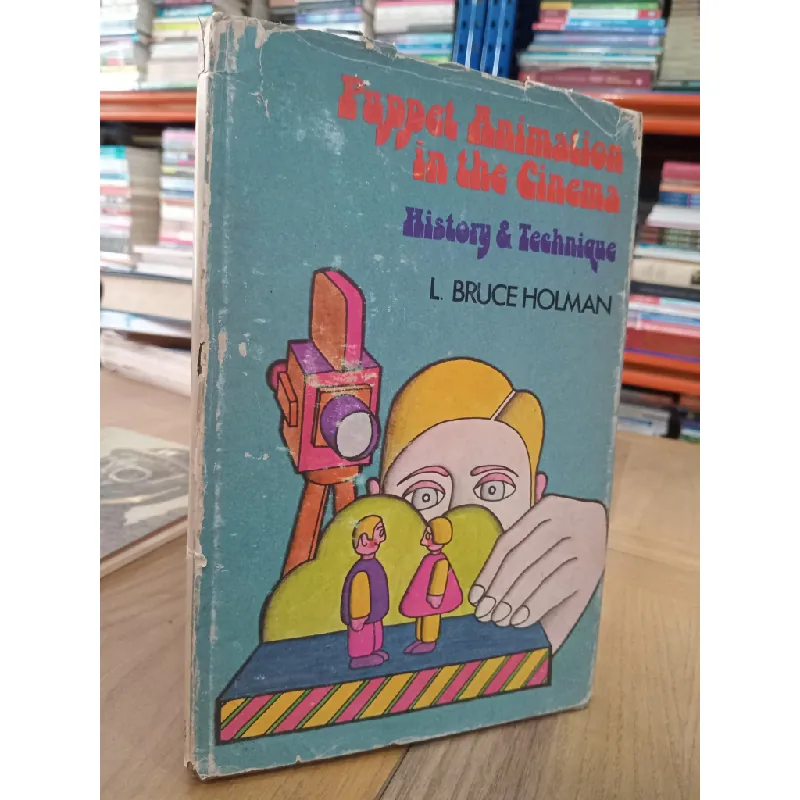 Puppet Animation
in the Cinema
History & Technique
L. BRUCE HOLMAN